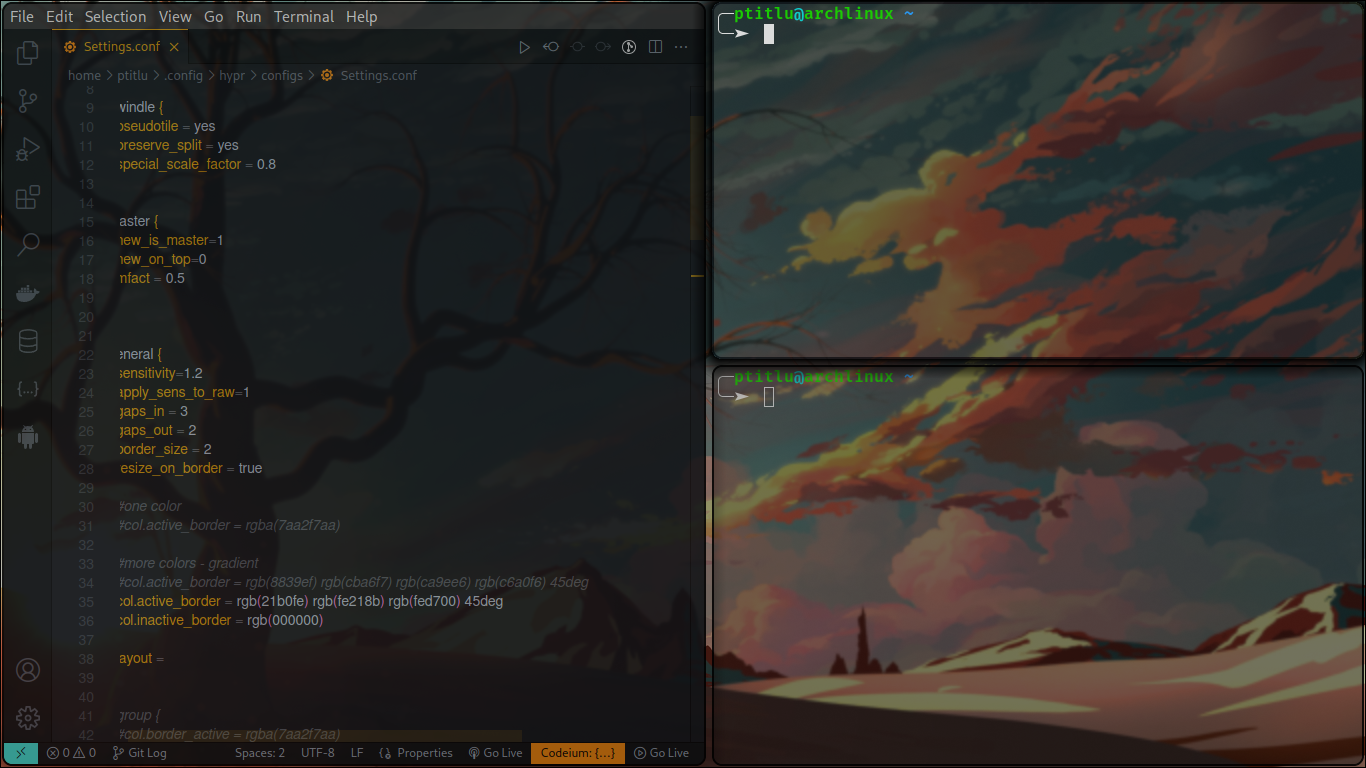 File Edit Selection View Go Run Terminal Help
Settings.conf
home > ptitlu > .config > hypr > configs > Settings.conf
8
9 windle {
10 pseudotile = yes
11 preserve_split = yes
12 special_scale_factor = 0.8
13
14
15 aster {
16 new_is_master=1
17 new_on_top=0
18 mfact = 0.5
19
20
21
22 eneral {
23 sensitivity=1.2
24 apply_sens_to_raw=1
25 gaps_in = 3
26 gaps_out = 2
27 border_size = 2
28 esize_on_border = true
29
30 #one color
31 #col.active_border = rgba(7aa2f7aa)
32
33 #more colors - gradient
34 #col.active_border = rgb(8839ef) rgb(cba6f7) rgb(ca9ee6) rgb(c6a0f6) 45deg
35 col.active_border = rgb(21b0fe) rgb(fe218b) rgb(fed700) 45deg
36 col.inactive_border = rgb(000000)
37
38 ayout =
39
40
41 group {
42 #col.border_active = rgba(7aa2f7aa)
0 0 Git Log Spaces: 2 UTF-8 LF {} Properties Go Live Codeium: {...} Go Live
ptitlu@archlinux ~
ptitlu@archlinux ~